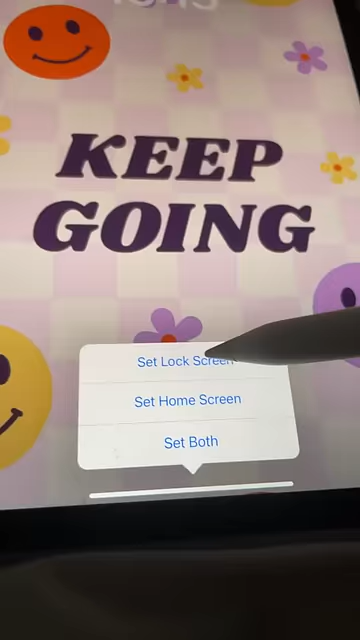 KEEP
GOING
Set Lock Screen
Set Home Screen
Set Both